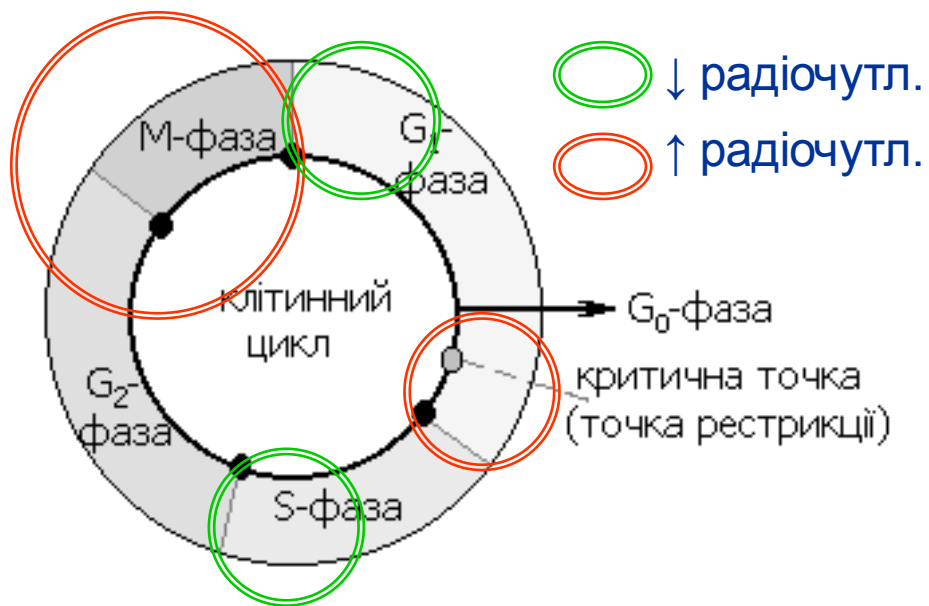 ↓ радіочутл.
↑ радіочутл.
М-фаза
G₁-
фаза
клітинний
цикл
G₀-фаза
критична точка
(точка рестрикції)
G₂-
фаза
S-фаза